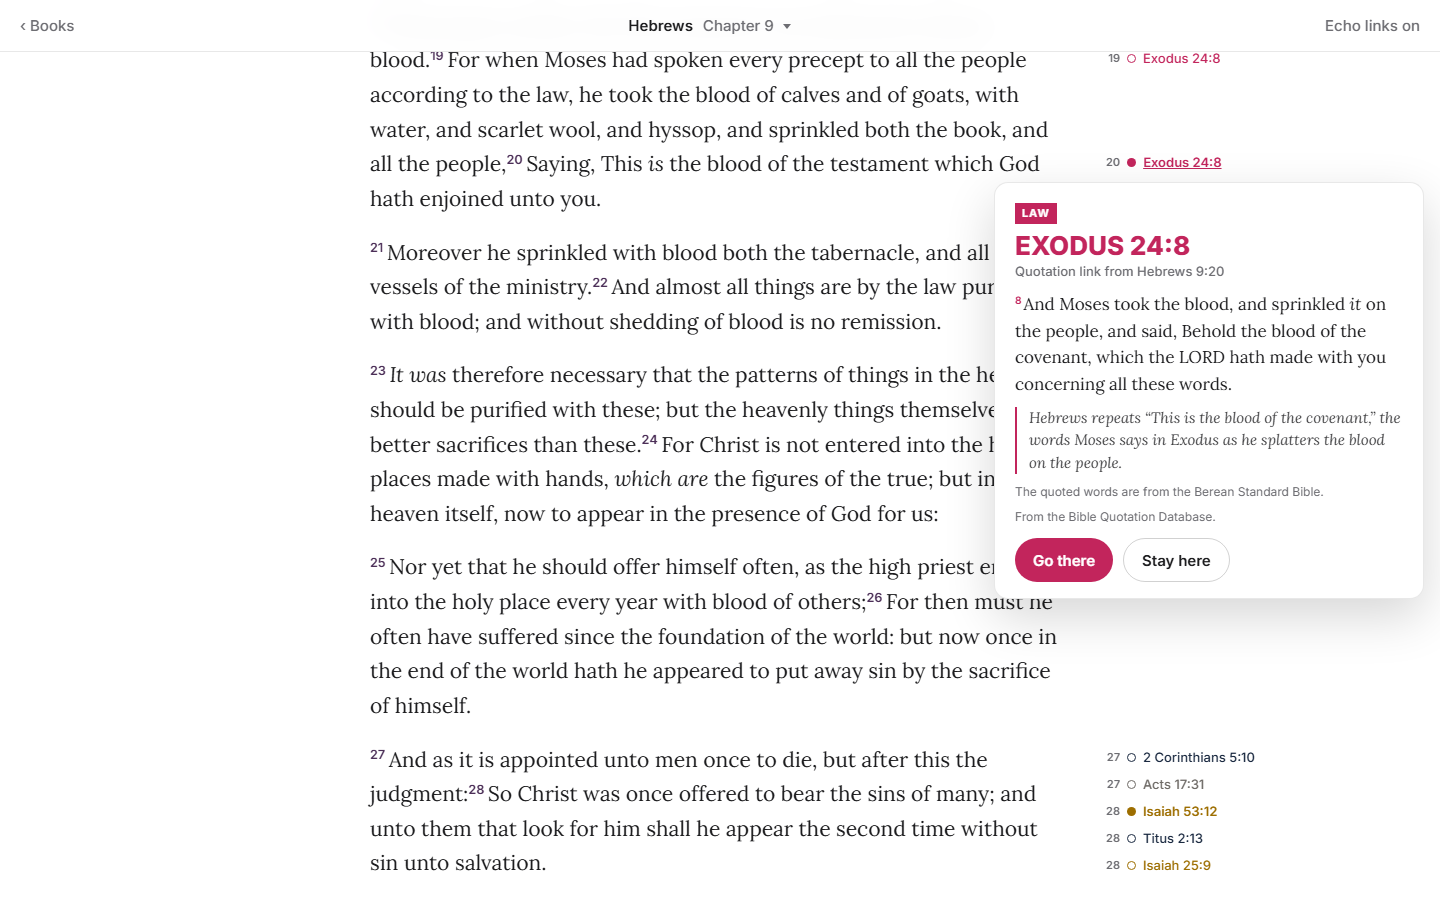 ‹ Books
Hebrews Chapter 9
Echo links on
blood.19 For when Moses had spoken every precept to all the people
according to the law, he took the blood of calves and of goats, with
water, and scarlet wool, and hyssop, and sprinkled both the book, and
all the people,20 Saying, This is the blood of the testament which God
hath enjoined unto you.
21 Moreover he sprinkled with blood both the tabernacle, and all
vessels of the ministry.22 And almost all things are by the law
with blood; and without shedding of blood is no remission.
23 It was therefore necessary that the patterns of things in the
should be purified with these; but the heavenly things
better sacrifices than these.24 For Christ is not entered into the
places made with hands, which are the figures of the true; but
heaven itself, now to appear in the presence of God for us:
25 Nor yet that he should offer himself often, as the high priest
into the holy place every year with blood of others;26 For then must he
often have suffered since the foundation of the world: but now once in
the end of the world hath he appeared to put away sin by the sacrifice
of himself.
27 And as it is appointed unto men once to die, but after this the
judgment:28 So Christ was once offered to bear the sins of many; and
unto them that look for him shall he appear the second time without
sin unto salvation.
19 Exodus 24:8
20 Exodus 24:8
LAW
EXODUS 24:8
Quotation link from Hebrews 9:20
8 And Moses took the blood, and sprinkled it on
the people, and said, Behold the blood of the
covenant, which the LORD hath made with you
concerning all these words.
Hebrews repeats “This is the blood of the covenant,” the
words Moses says in Exodus as he splatters the blood
on the people.
The quoted words are from the Berean Standard Bible.
From the Bible Quotation Database.
Go there
Stay here
27 2 Corinthians 5:10
27 Acts 17:31
28 Isaiah 53:12
28 Titus 2:13
28 Isaiah 25:9